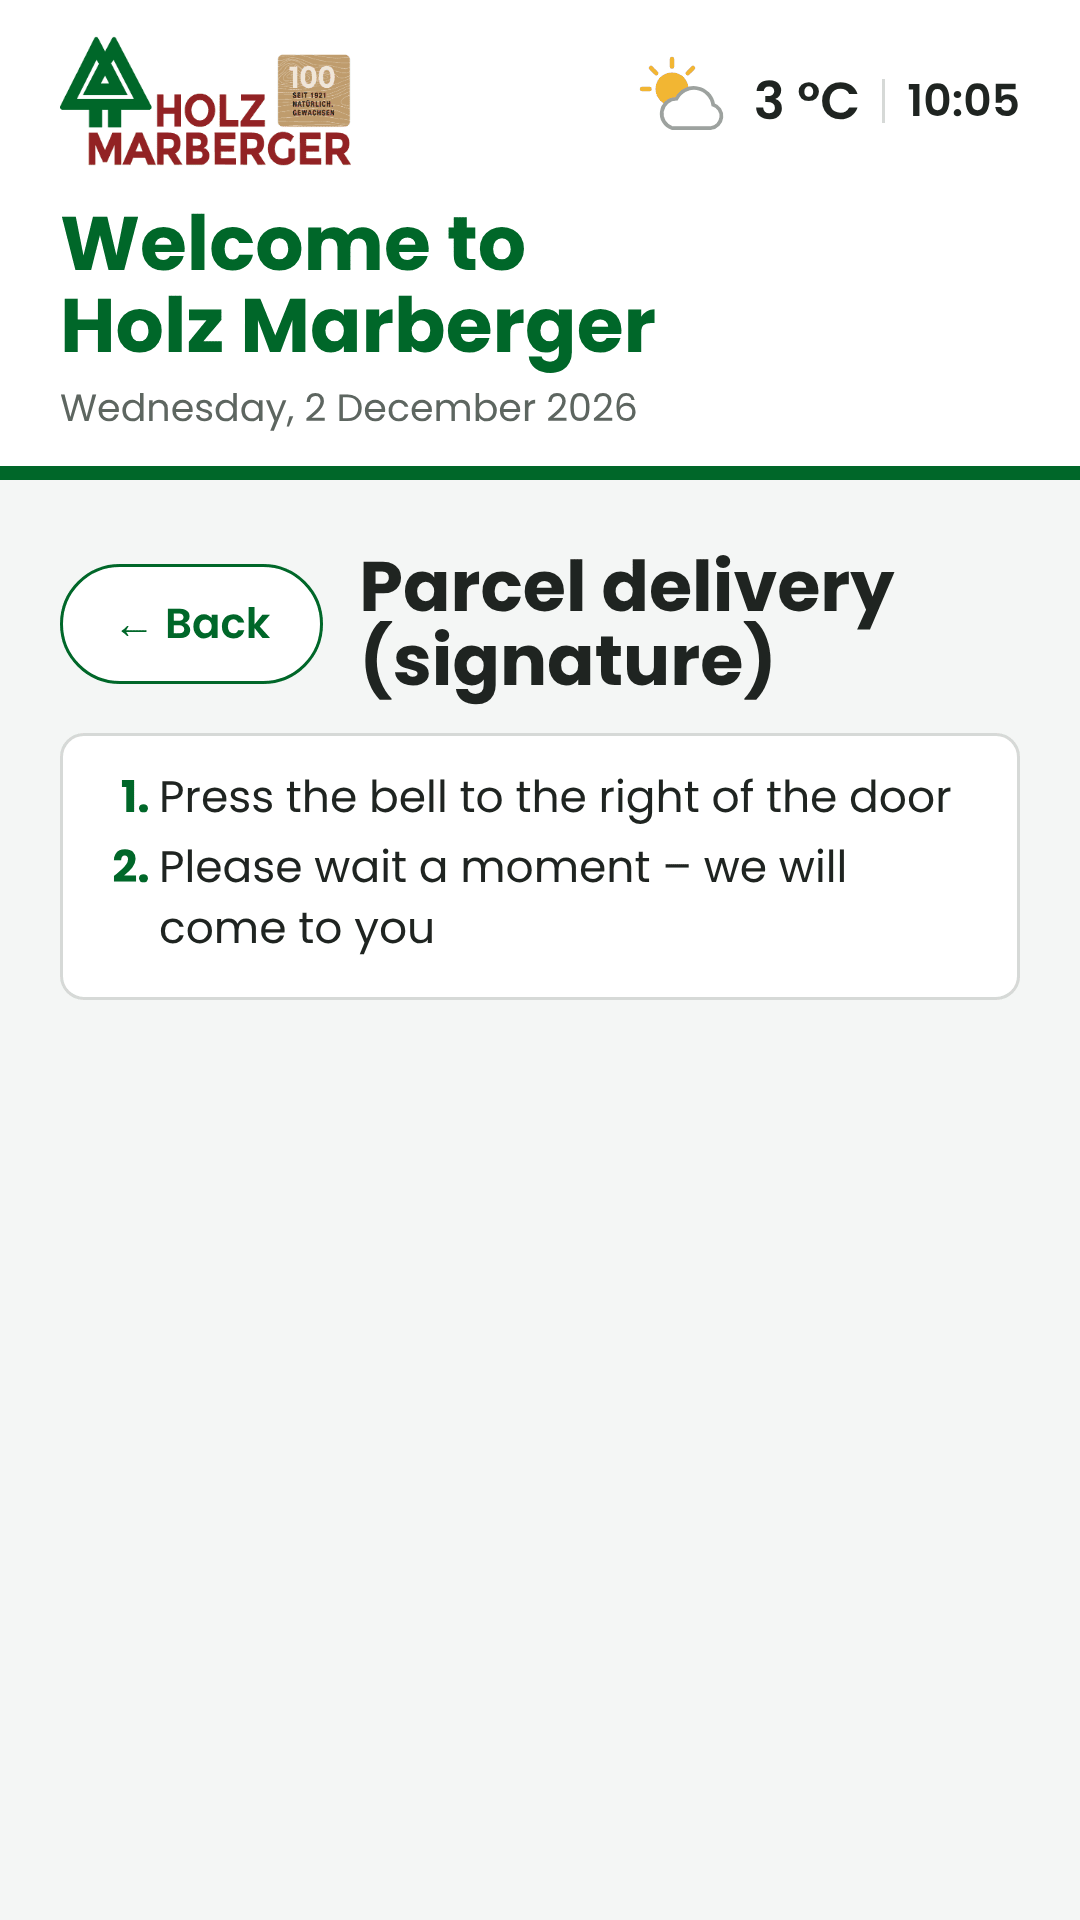 HOLZ
MARBERGER
100
SEIT 1921
NATÜRLICH.
GEWACHSEN
3 °C
10:05
Welcome to
Holz Marberger
Wednesday, 2 December 2026
← Back
Parcel delivery
(signature)
1. Press the bell to the right of the door
2. Please wait a moment – we will
come to you